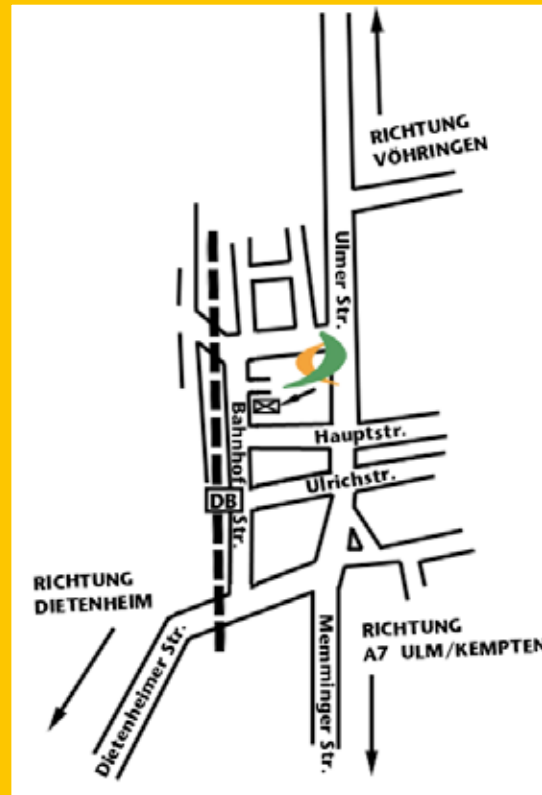 RICHTUNG
VÖHRINGEN
Ulmer Str.
Hauptstr.
Bahnhof Str.
Ulrichstr.
DB
RICHTUNG
DIETENHEIM
RICHTUNG
A7 ULM/KEMPTEN
Memminger Str.
Dietenheimer Str.